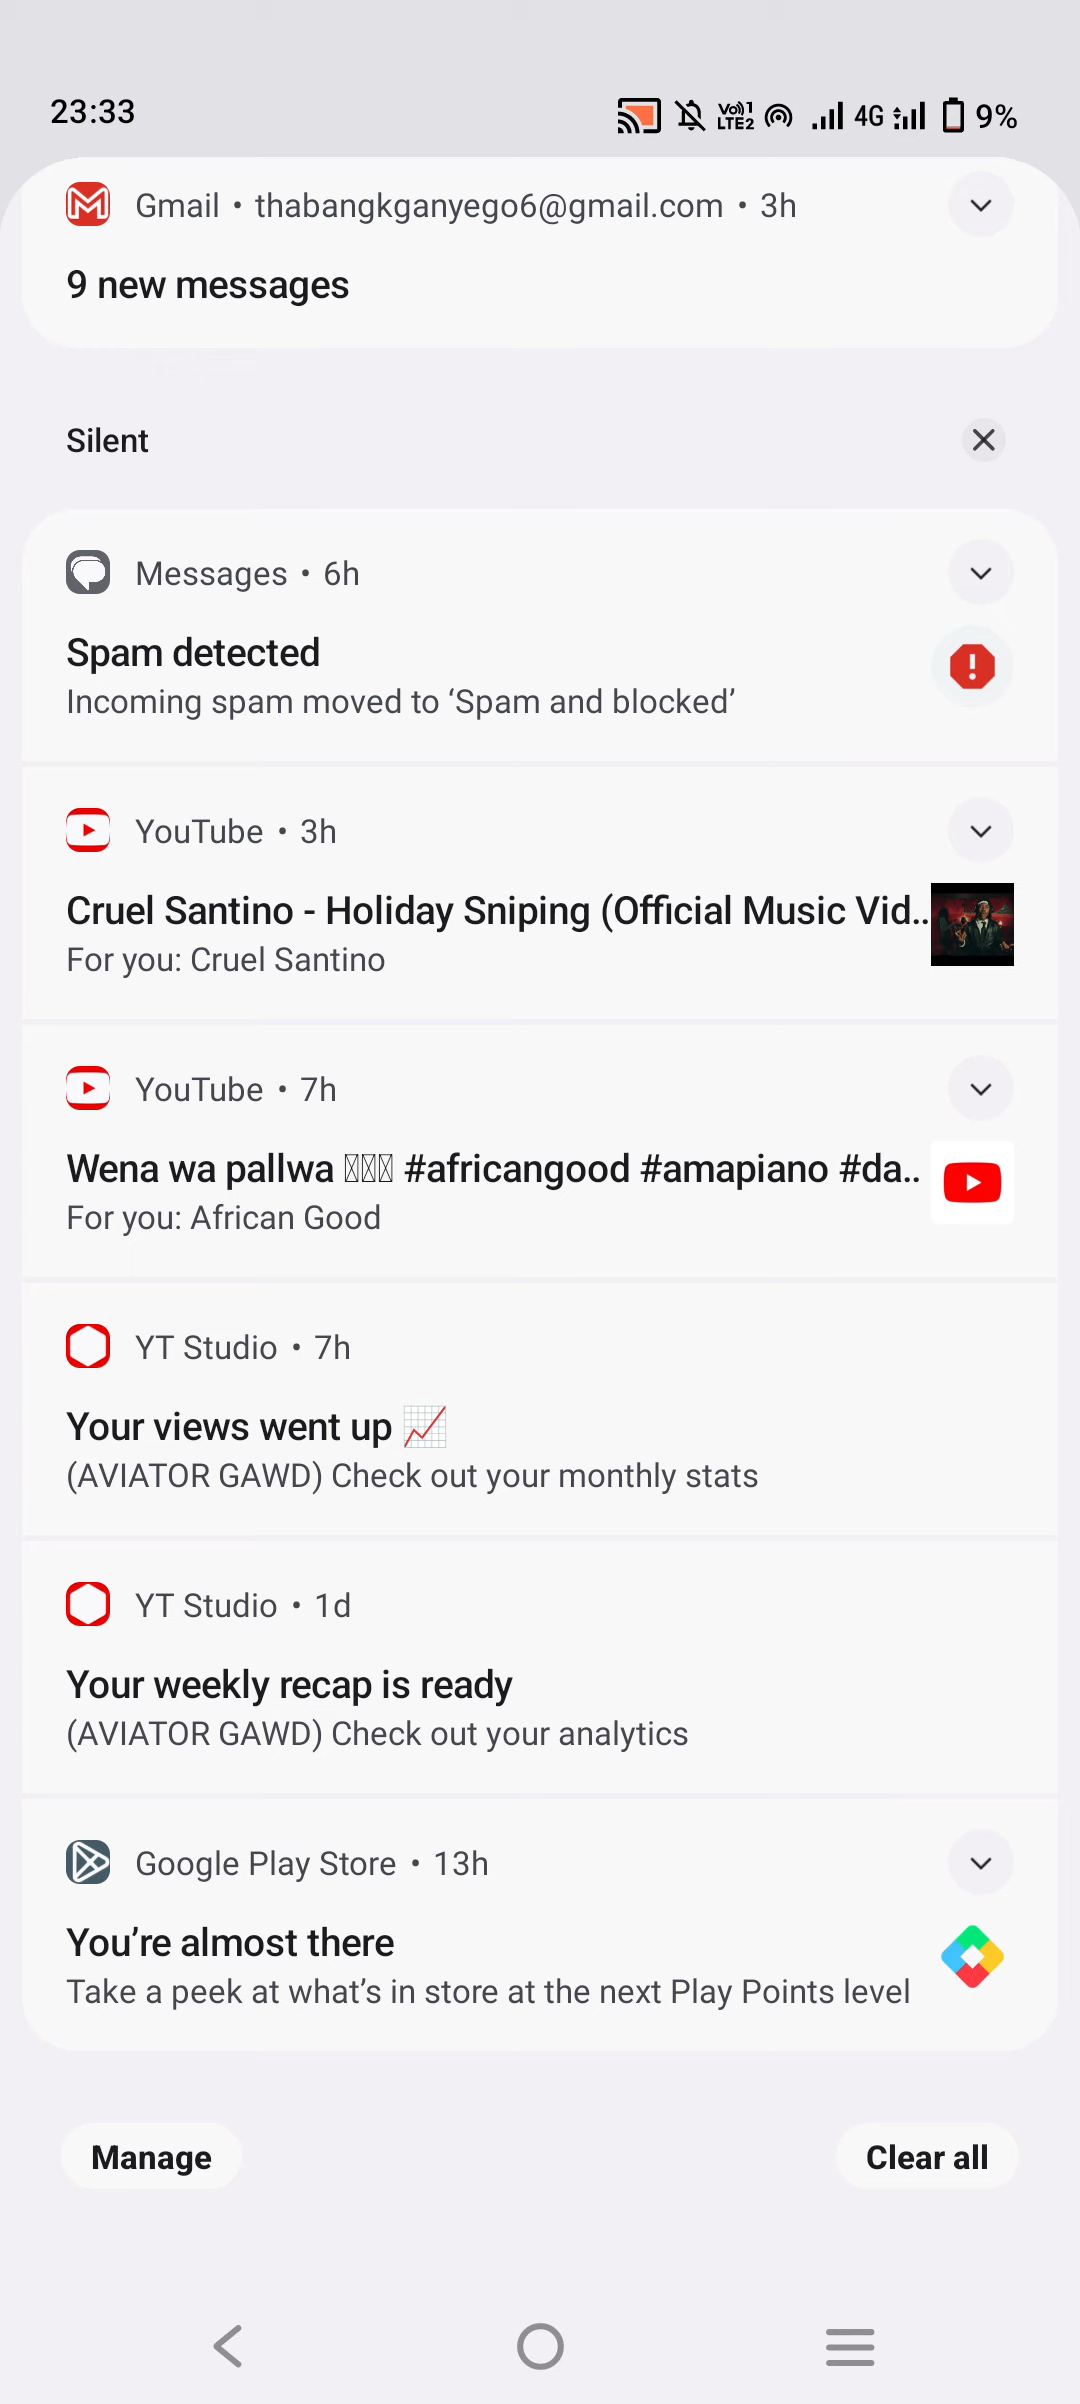 23:33
Vo))1 LTE2 4G 9%
Gmail • thabangkganyego6@gmail.com • 3h
9 new messages
Silent
Messages • 6h
Spam detected
Incoming spam moved to ‘Spam and blocked’
YouTube • 3h
Cruel Santino - Holiday Sniping (Official Music Vid..
For you: Cruel Santino
YouTube • 7h
Wena wa pallwa #africangood #amapiano #da..
For you: African Good
YT Studio • 7h
Your views went up 📈
(AVIATOR GAWD) Check out your monthly stats
YT Studio • 1d
Your weekly recap is ready
(AVIATOR GAWD) Check out your analytics
Google Play Store • 13h
You’re almost there
Take a peek at what’s in store at the next Play Points level
Manage
Clear all